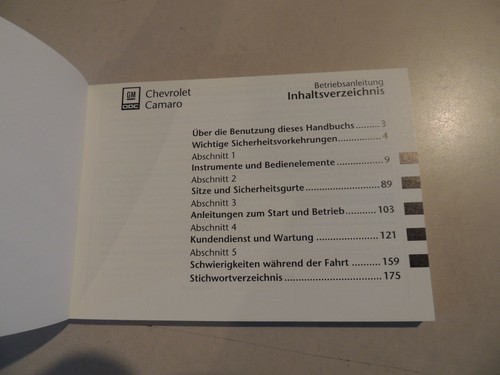 GM
ODC
Chevrolet
Camaro
Betriebsanleitung
Inhaltsverzeichnis
Über die Benutzung dieses Handbuchs......... 3
Wichtige Sicherheitsvorkehrungen............... 4
Abschnitt 1
Instrumente und Bedienelemente ............... 9
Abschnitt 2
Sitze und Sicherheitsgurte......................... 89
Abschnitt 3
Anleitungen zum Start und Betrieb........... 103
Abschnitt 4
Kundendienst und Wartung ..................... 121
Abschnitt 5
Schwierigkeiten während der Fahrt .......... 159
Stichwortverzeichnis................................. 175